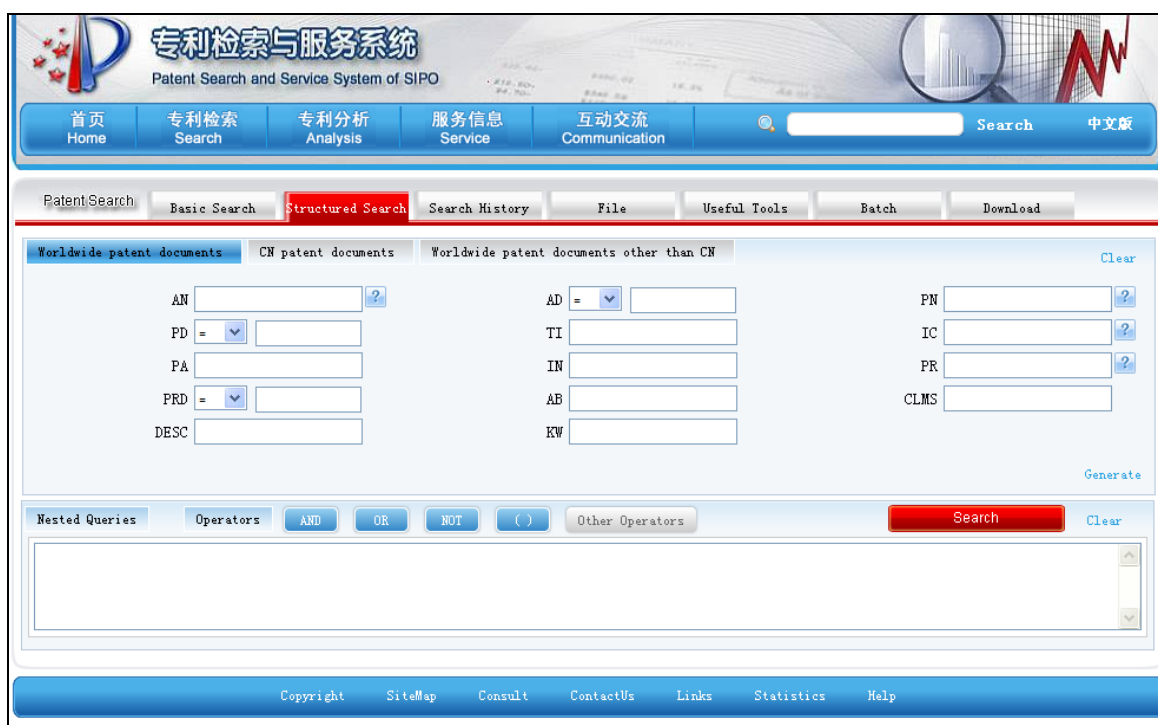 专利检索与服务系统
Patent Search and Service System of SIPO
首页 专利检索 专利分析 服务信息 互动交流
Home Search Analysis Service Communication Search 中文版
Patent Search Basic Search Structured Search Search History File Useful Tools Batch Download
Worldwide patent documents CN patent documents Worldwide patent documents other than CN Clear
AN ? AD = PN ?
PD = TI IC ?
PA IN PR ?
PRD = AB CLMS
DESC KW
Generate
Nested Queries Operators AND OR NOT ( ) Other Operators Search Clear
Copyright SiteMap Consult ContactUs Links Statistics Help